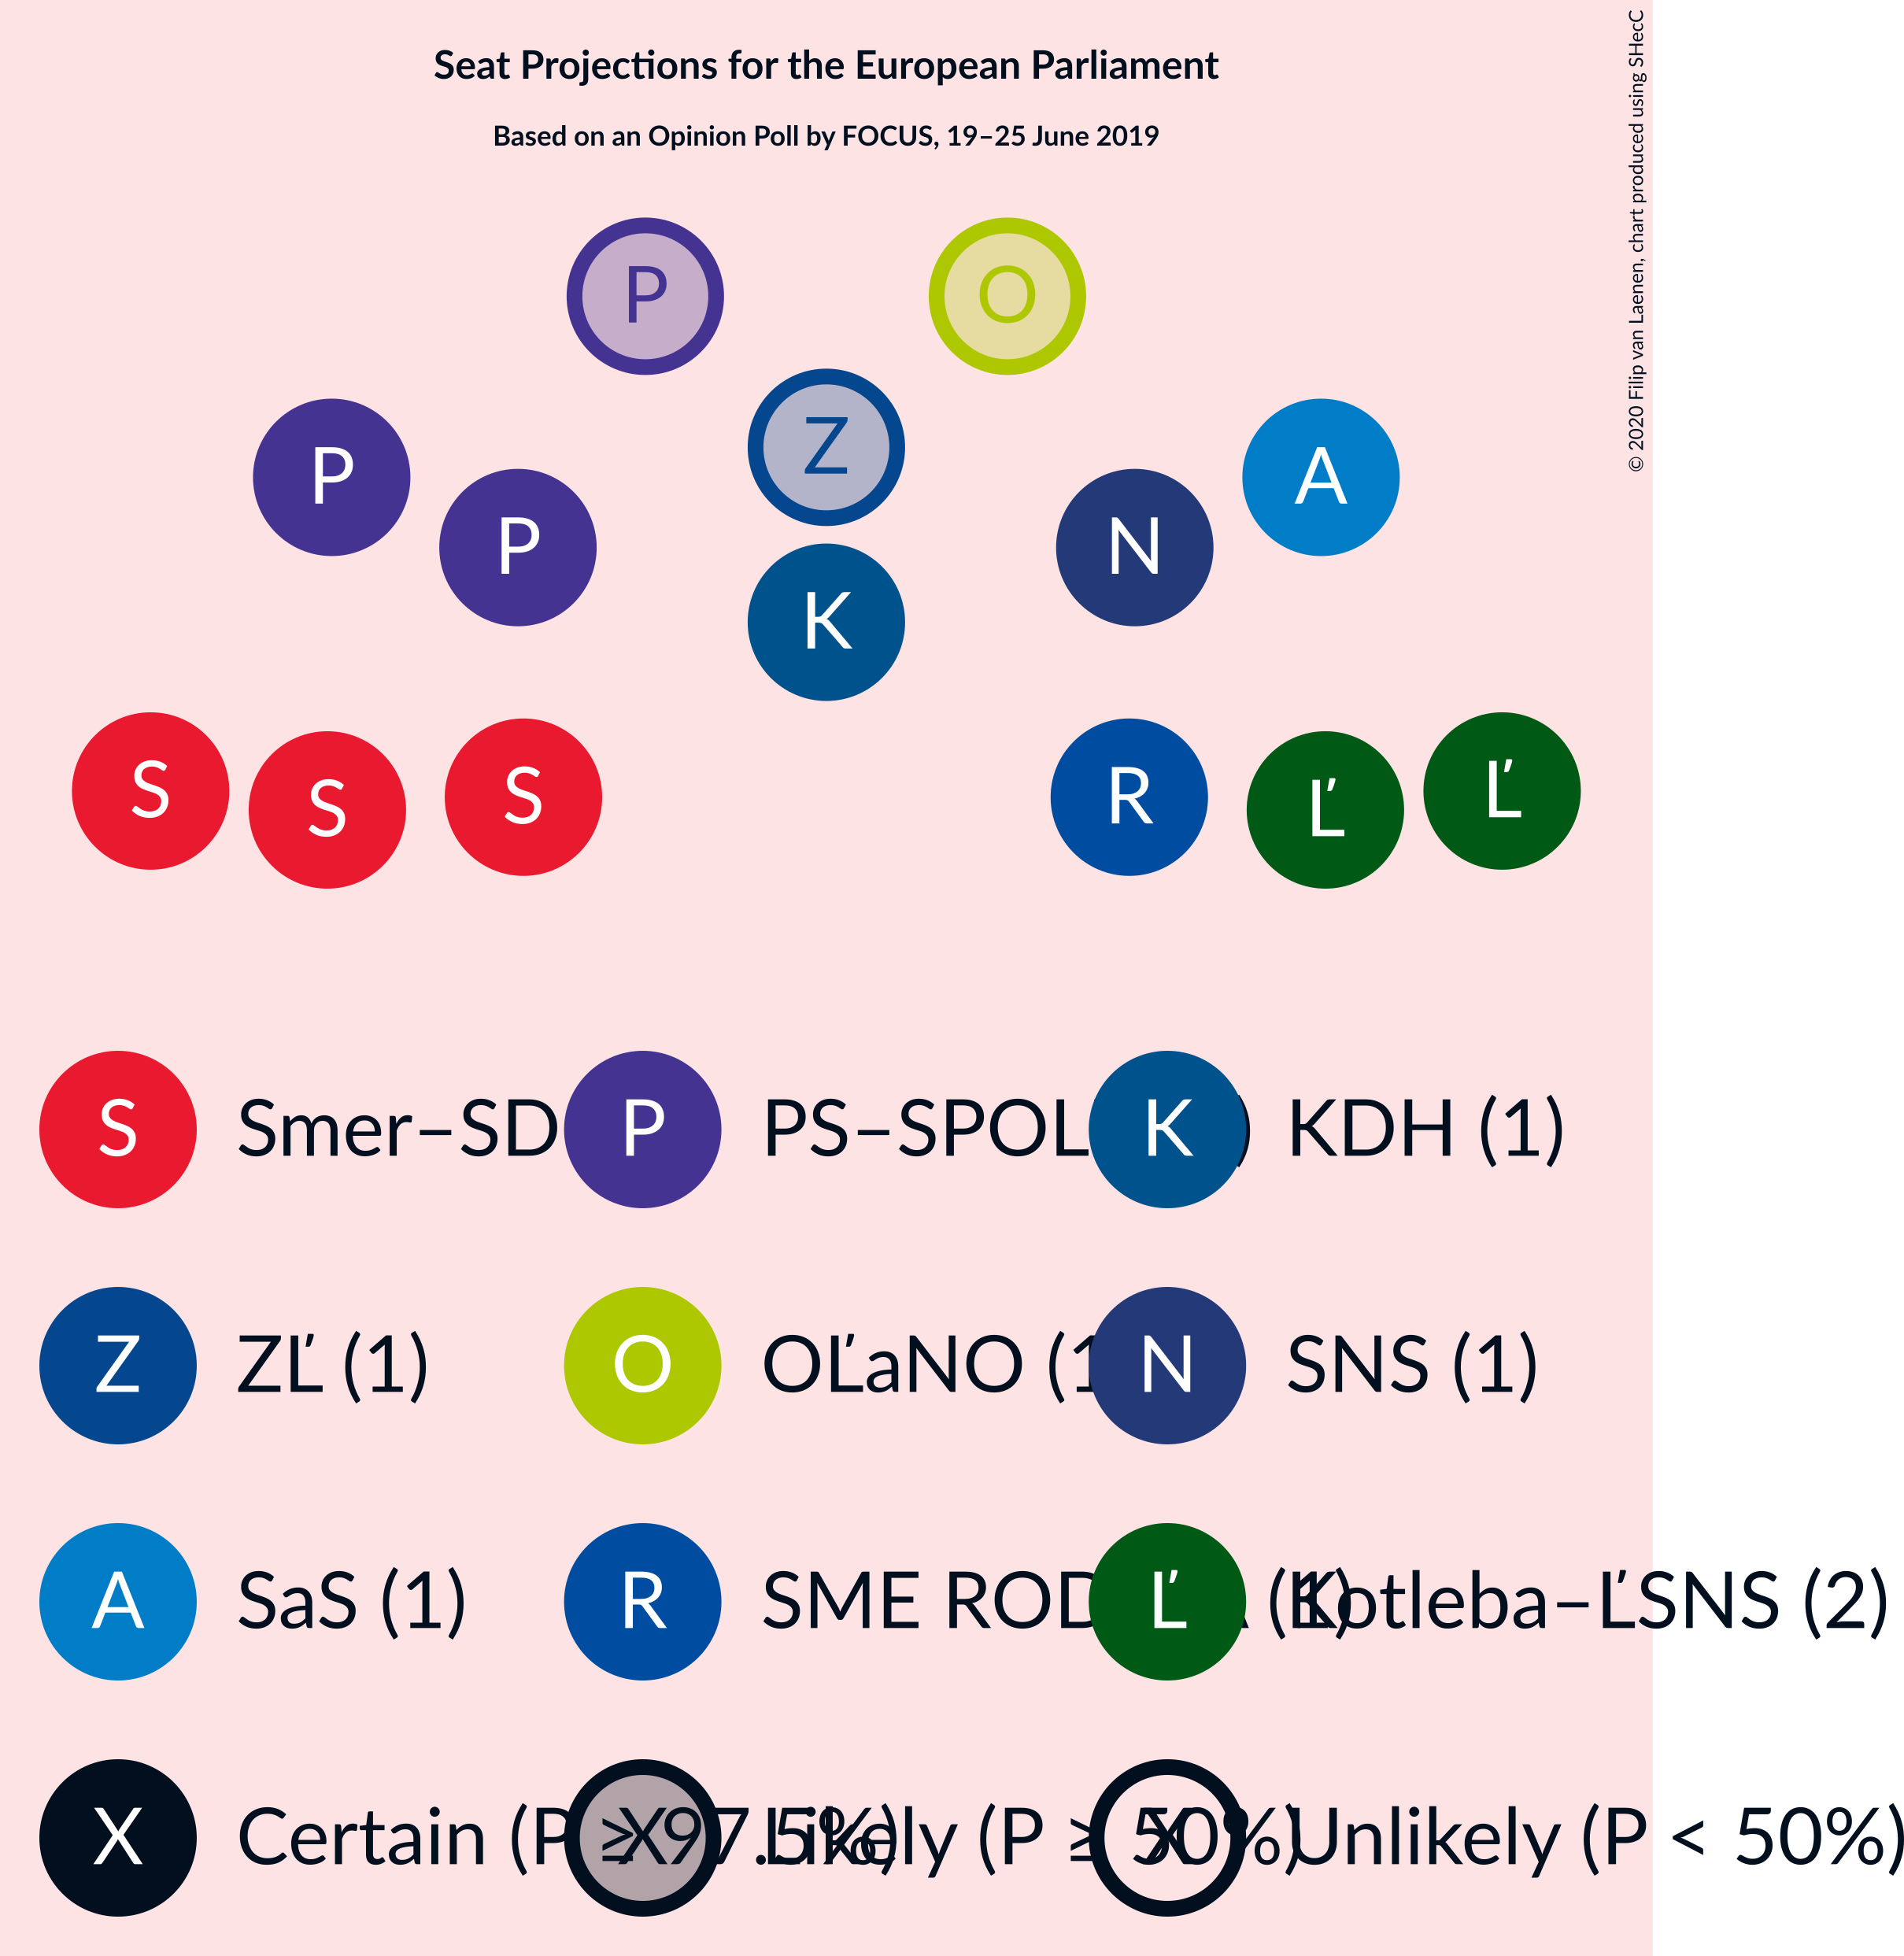 Seat Projections for the European Parliament
Based on an Opinion Poll by FOCUS, 19–25 June 2019
© 2020 Filip van Laenen, chart produced using SHecC
P O
Z
P A
P N
K
S S S R Ľ Ľ
S Smer–SD P PS–SPOL K KDH (1)
Z ZĽ (1) O OĽaNO (1 N SNS (1)
A SaS (1) R SME Ľ Kotleba–ĽSNS (2)
X Certain (P ≥ 97.5%) X Likely (P ≥ 50%) X Unlikely (P < 50%)